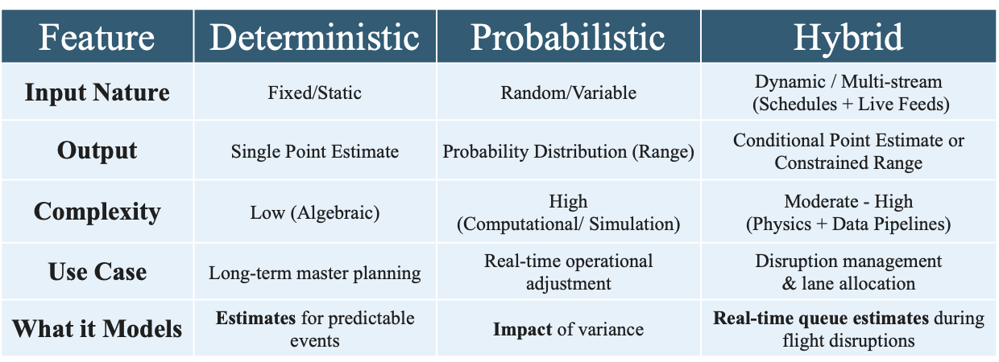 Feature Deterministic Probabilistic Hybrid
Input Nature
Fixed/Static
Random/Variable
Dynamic / Multi-stream
(Schedules + Live Feeds)
Output
Single Point Estimate
Probability Distribution (Range)
Conditional Point Estimate or
Constrained Range
Complexity
Low (Algebraic)
High
(Computational/ Simulation)
Moderate - High
(Physics + Data Pipelines)
Use Case
Long-term master planning
Real-time operational
adjustment
Disruption management
& lane allocation
What it Models
Estimates for predictable
events
Impact of variance
Real-time queue estimates during
flight disruptions